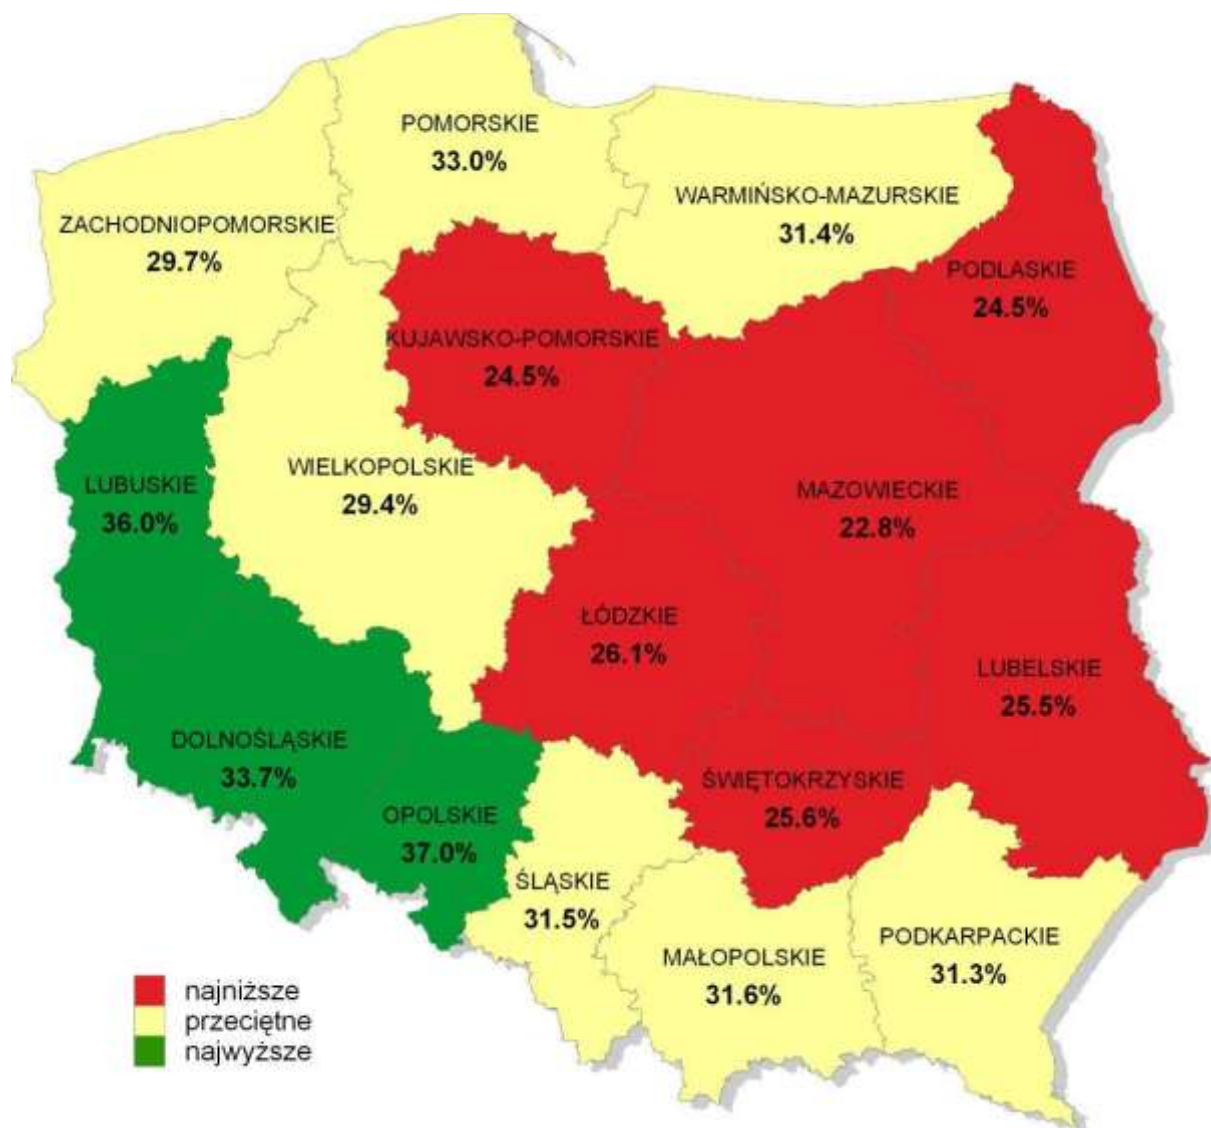 POMORSKIE
33.0%
WARMIŃSKO-MAZURSKIE
31.4%
ZACHODNIOPOMORSKIE
29.7%
PODLASKIE
24.5%
KUJAWSKO-POMORSKIE
24.5%
WIELKOPOLSKIE
29.4%
LUBUSKIE
36.0%
MAZOWIECKIE
22.8%
ŁÓDZKIE
26.1%
LUBELSKIE
25.5%
DOLNOŚLĄSKIE
33.7%
ŚWIĘTOKRZYSKIE
25.6%
OPOLSKIE
37.0%
ŚLĄSKIE
31.5%
MAŁOPOLSKIE
31.6%
PODKARPACKIE
31.3%
najniższe
przeciętne
najwyższe